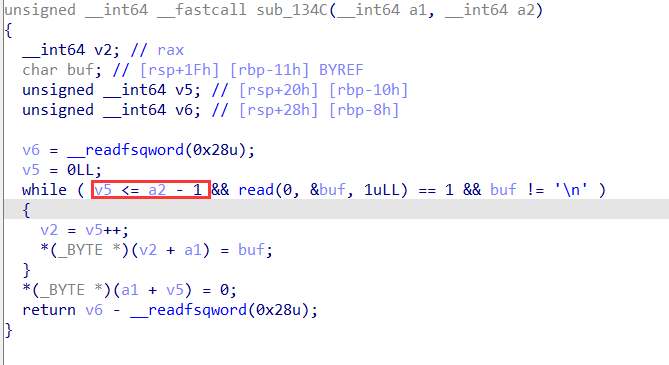 unsigned __int64 __fastcall sub_134C(__int64 a1, __int64 a2)
{
  __int64 v2; // rax
  char buf; // [rsp+1Fh] [rbp-11h] BYREF
  unsigned __int64 v5; // [rsp+20h] [rbp-10h]
  unsigned __int64 v6; // [rsp+28h] [rbp-8h]

  v6 = __readfsqword(0x28u);
  v5 = 0LL;
  while ( v5 <= a2 - 1 && read(0, &buf, 1uLL) == 1 && buf != '\n' )
  {
    v2 = v5++;
    *(_BYTE *)(v2 + a1) = buf;
  }
  *(_BYTE *)(a1 + v5) = 0;
  return v6 - __readfsqword(0x28u);
}